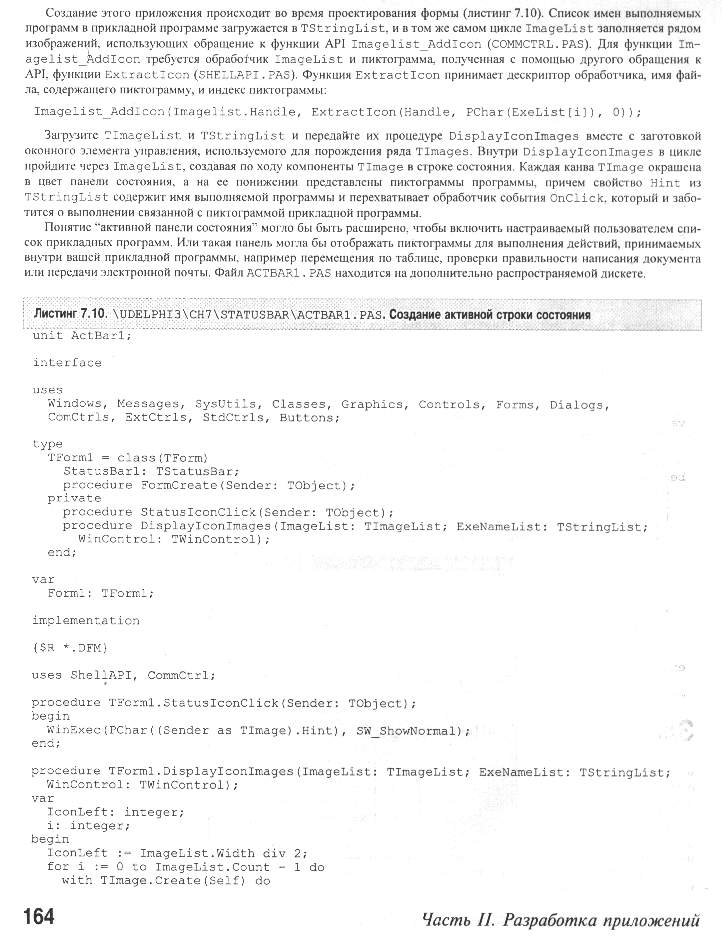 Создание этого приложения происходит во время проектирования формы (листинг 7.10). Список имен выполняемых
программ в прикладной программе загружается в TStringList, и в том же самом цикле ImageList заполняется рядом
изображений, использующих обращение к функции API Imagelist_AddIcon (COMMCTRL.PAS). Для функции Im-
agelist_AddIcon требуется обработчик ImageList и пиктограмма, полученная с помощью другого обращения к
API, функции ExtractIcon (SHELLAPI.PAS). Функция ExtractIcon принимает дескриптор обработчика, имя фай-
ла, содержащего пиктограмму, и индекс пиктограммы:
Imagelist_AddIcon(Imagelist.Handle, ExtractIcon(Handle, PChar(ExeList[i]), 0));
Загрузите TImageList и TStringList и передайте их процедуре DisplayIconImages вместе с заготовкой
оконного элемента управления, используемого для порождения ряда TImages. Внутри DisplayIconImages в цикле
пройдите через ImageList, создавая по ходу компоненты TImage в строке состояния. Каждая канва TImage окрашена
в цвет панели состояния, а на ее понижении представлены пиктограммы программы, причем свойство Hint из
TStringList содержит имя выполняемой программы и перехватывает обработчик события OnClick, который и забо-
тится о выполнении связанной с пиктограммой прикладной программы.
Понятие “активной панели состояния” могло бы быть расширено, чтобы включить настраиваемый пользователем спи-
сок прикладных программ. Или такая панель могла бы отображать пиктограммы для выполнения действий, принимаемых
внутри вашей прикладной программы, например перемещения по таблице, проверки правильности написания документа
или передачи электронной почты. Файл ACTBAR1.PAS находится на дополнительно распространяемой дискете.
Листинг 7.10. \UDELPHI3\CH7\STATUSBAR\ACTBAR1.PAS. Создание активной строки состояния
unit ActBar1;
interface
uses
Windows, Messages, SysUtils, Classes, Graphics, Controls, Forms, Dialogs,
ComCtrls, ExtCtrls, StdCtrls, Buttons;
type
TForm1 = class(TForm)
StatusBar1: TStatusBar;
procedure FormCreate(Sender: TObject);
private
procedure StatusIconClick(Sender: TObject);
procedure DisplayIconImages(ImageList: TImageList; ExeNameList: TStringList;
WinControl: TWinControl);
end;
var
Form1: TForm1;
implementation
{$R *.DFM}
uses ShellAPI, CommCtrl;
procedure TForm1.StatusIconClick(Sender: TObject);
begin
WinExec(PChar((Sender as TImage).Hint), SW_ShowNormal);
end;
procedure TForm1.DisplayIconImages(ImageList: TImageList; ExeNameList: TStringList;
WinControl: TWinControl);
var
IconLeft: integer;
i: integer;
begin
IconLeft := ImageList.Width div 2;
for i := 0 to ImageList.Count - 1 do
with TImage.Create(Self) do
164
Часть II. Разработка приложений